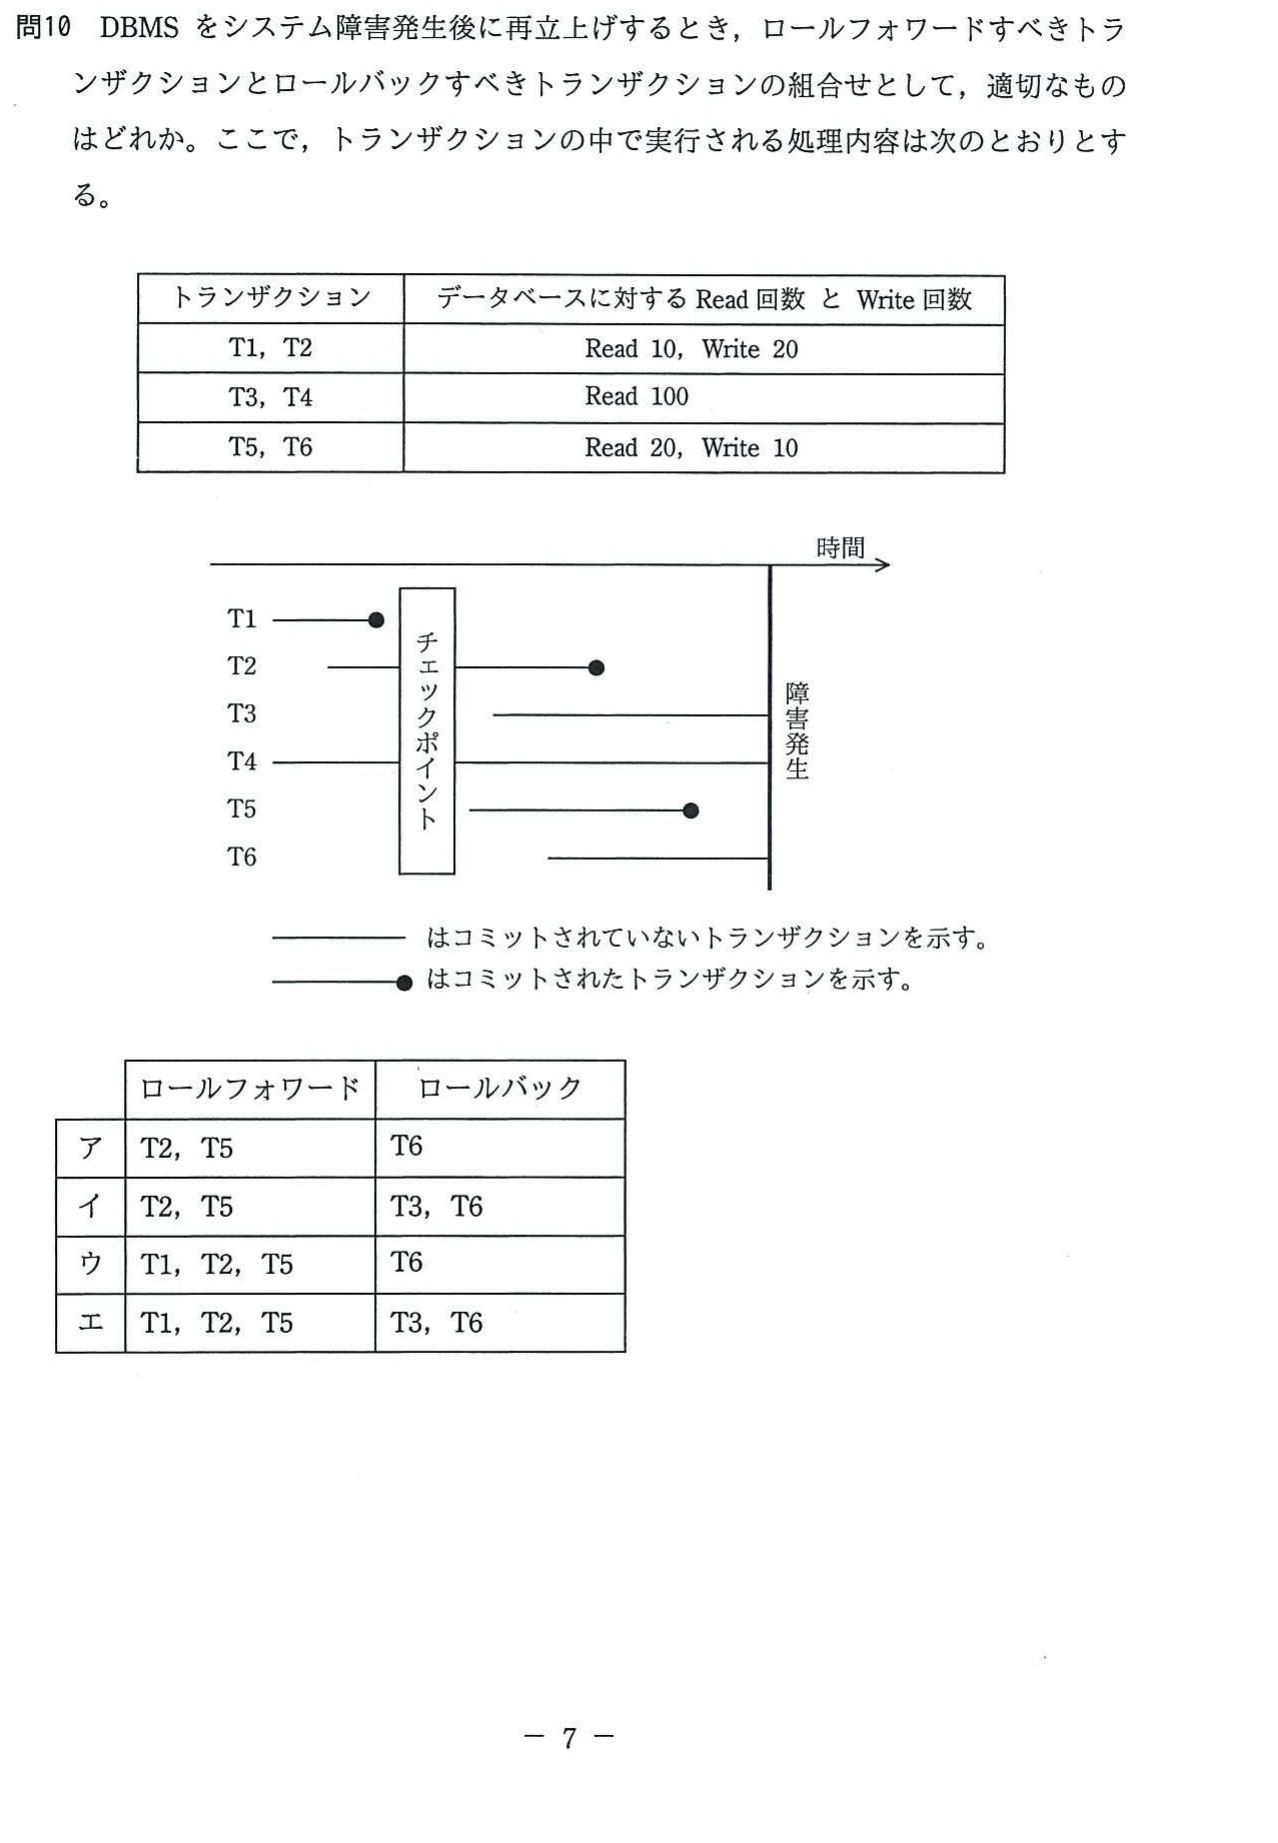 問10 DBMS をシステム障害発生後に再立上げするとき，ロールフォワードすべきトラ
ンザクションとロールバックすべきトランザクションの組合せとして，適切なもの
はどれか。ここで，トランザクションの中で実行される処理内容は次のとおりとす
る。
トランザクション データベースに対する Read 回数 と Write 回数
T1，T2 Read 10，Write 20
T3，T4 Read 100
T5，T6 Read 20，Write 10
時間
T1
T2
T3
T4
T5
T6
チェックポイント
障害発生
はコミットされていないトランザクションを示す。
はコミットされたトランザクションを示す。
ロールフォワード ロールバック
ア T2，T5 T6
イ T2，T5 T3，T6
ウ T1，T2，T5 T6
エ T1，T2，T5 T3，T6
－ 7 －